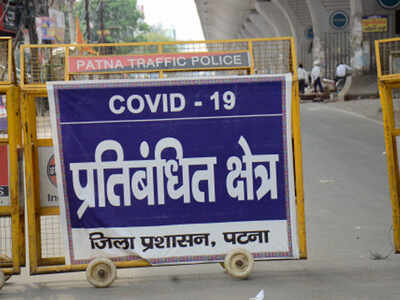 PATNA TRAFFIC POLICE
COVID - 19
प्रतिबंधित क्षेत्र
जिला प्रशासन, पटना